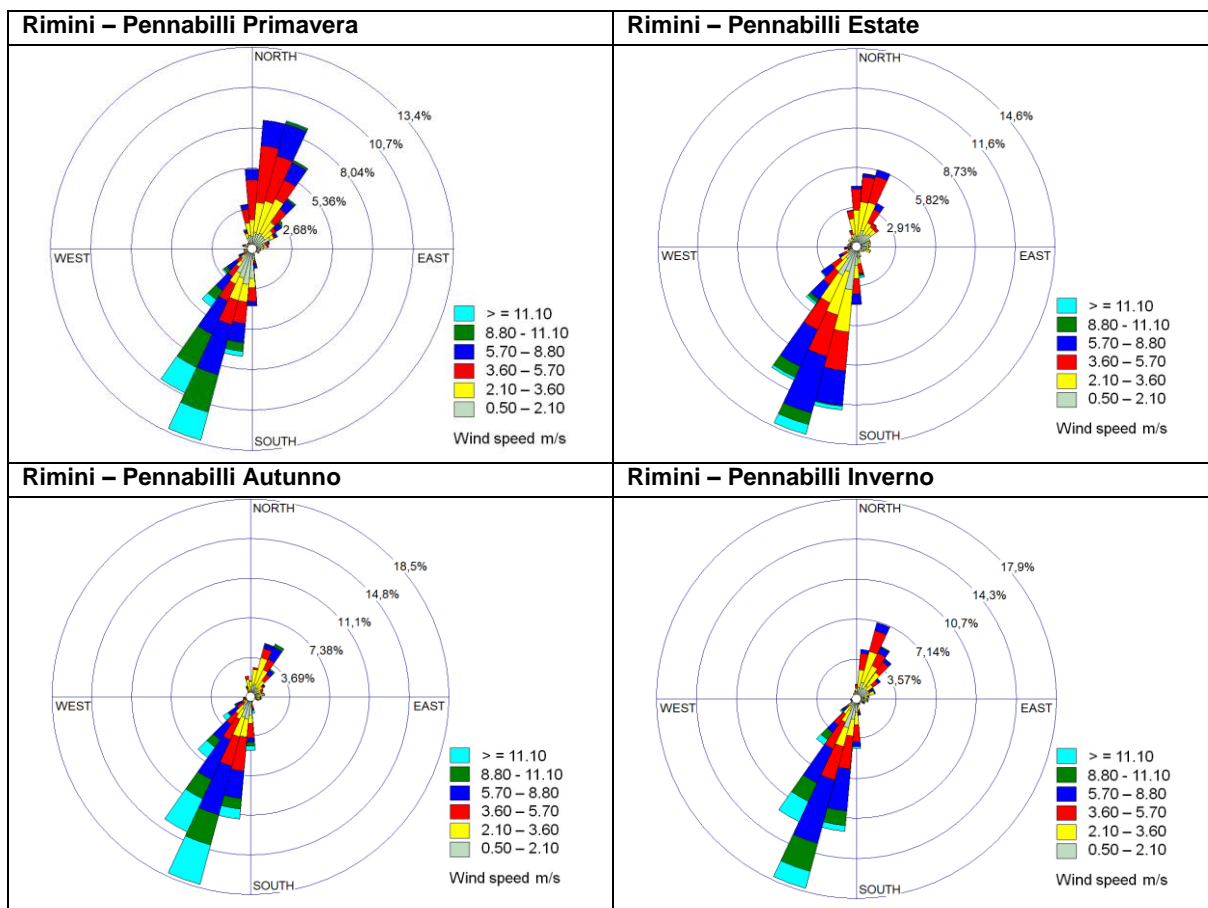 Rimini – Pennabilli Primavera
NORTH
13,4%
10,7%
8,04%
5,36%
2,68%
WEST
EAST
> = 11.10
8.80 - 11.10
5.70 – 8.80
3.60 – 5.70
2.10 – 3.60
0.50 – 2.10
SOUTH
Wind speed m/s
Rimini – Pennabilli Estate
NORTH
14,6%
11,6%
8,73%
5,82%
2,91%
WEST
EAST
> = 11.10
8.80 - 11.10
5.70 – 8.80
3.60 – 5.70
2.10 – 3.60
0.50 – 2.10
SOUTH
Wind speed m/s
Rimini – Pennabilli Autunno
NORTH
18,5%
14,8%
11,1%
7,38%
3,69%
WEST
EAST
> = 11.10
8.80 - 11.10
5.70 – 8.80
3.60 – 5.70
2.10 – 3.60
0.50 – 2.10
SOUTH
Wind speed m/s
Rimini – Pennabilli Inverno
NORTH
17,9%
14,3%
10,7%
7,14%
3,57%
WEST
EAST
> = 11.10
8.80 - 11.10
5.70 – 8.80
3.60 – 5.70
2.10 – 3.60
0.50 – 2.10
SOUTH
Wind speed m/s